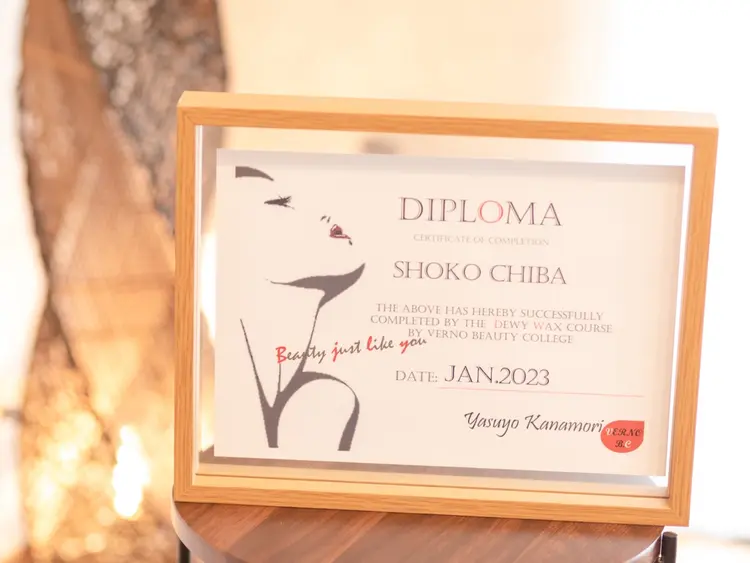 DIPLOMA
CERTIFICATE OF COMPLETION
SHOKO CHIBA
THE ABOVE HAS HEREBY SUCCESSFULLY
COMPLETED BY THE DEWY WAX COURSE
BY VERNO BEAUTY COLLEGE
Beauty just like you
DATE: JAN.2023
Yasuyo Kanamori
VERNO
B.C